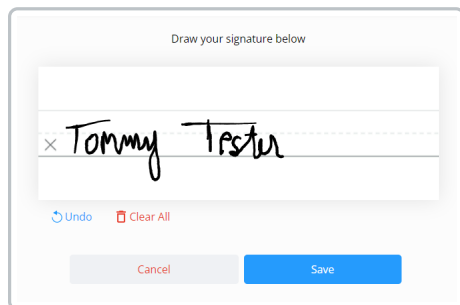 Draw your signature below
× Tommy Tester
Undo Clear All
Cancel Save